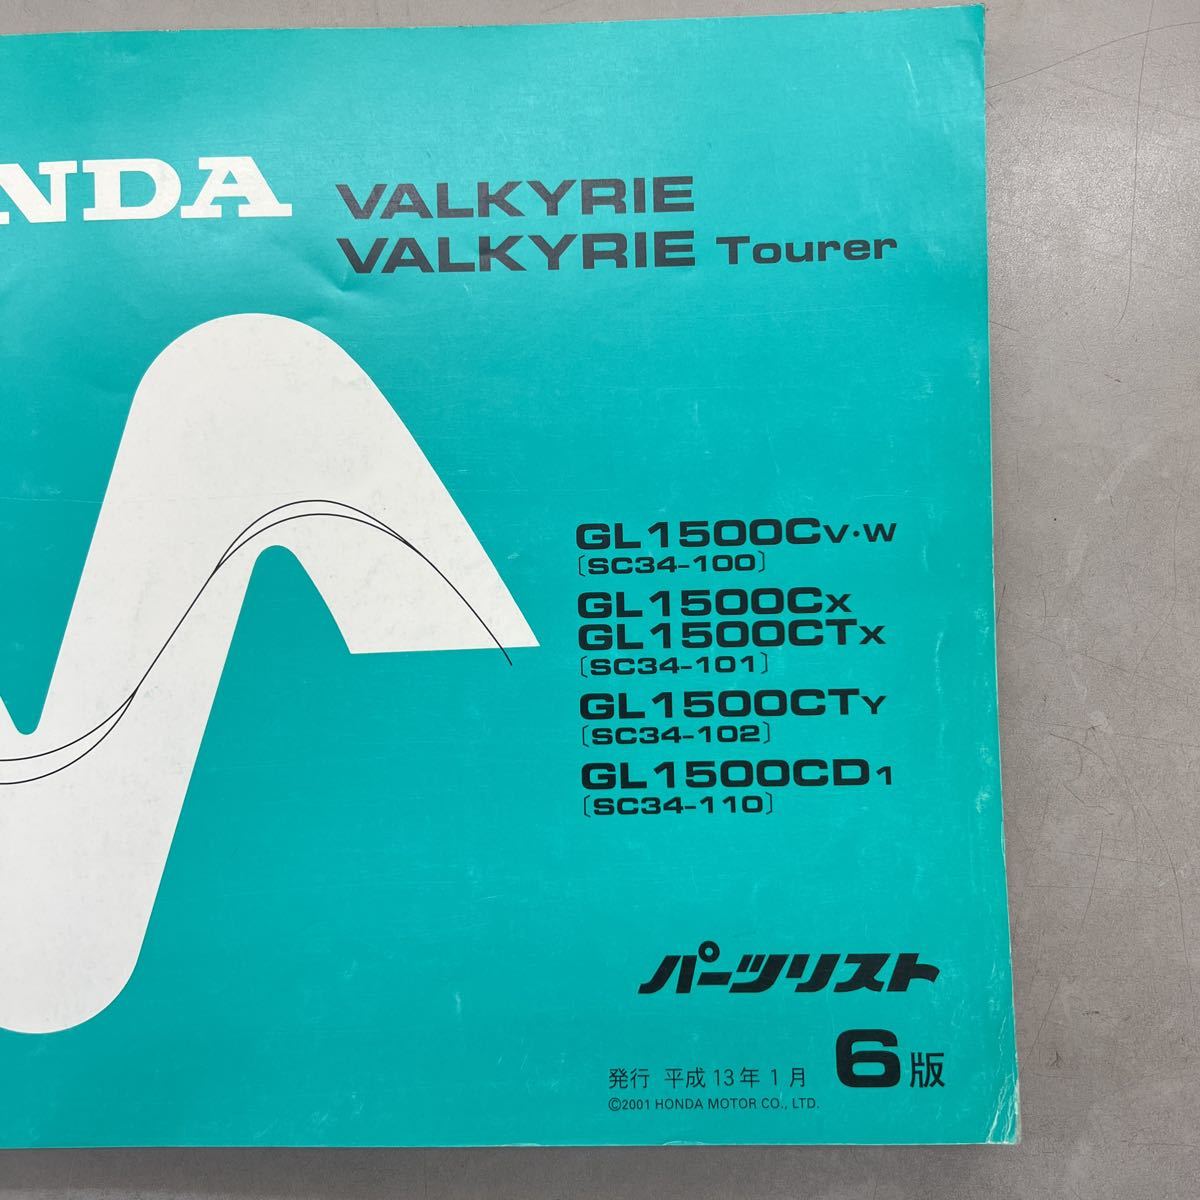 NDA VALKYRIE
VALKYRIE Tourer
GL1500CV·W
〔SC34-100〕
GL1500CX
GL1500CTX
〔SC34-101〕
GL1500CTY
〔SC34-102〕
GL1500CD1
〔SC34-110〕
パーツリスト
発行 平成13年1月 6版
©2001 HONDA MOTOR CO., LTD.